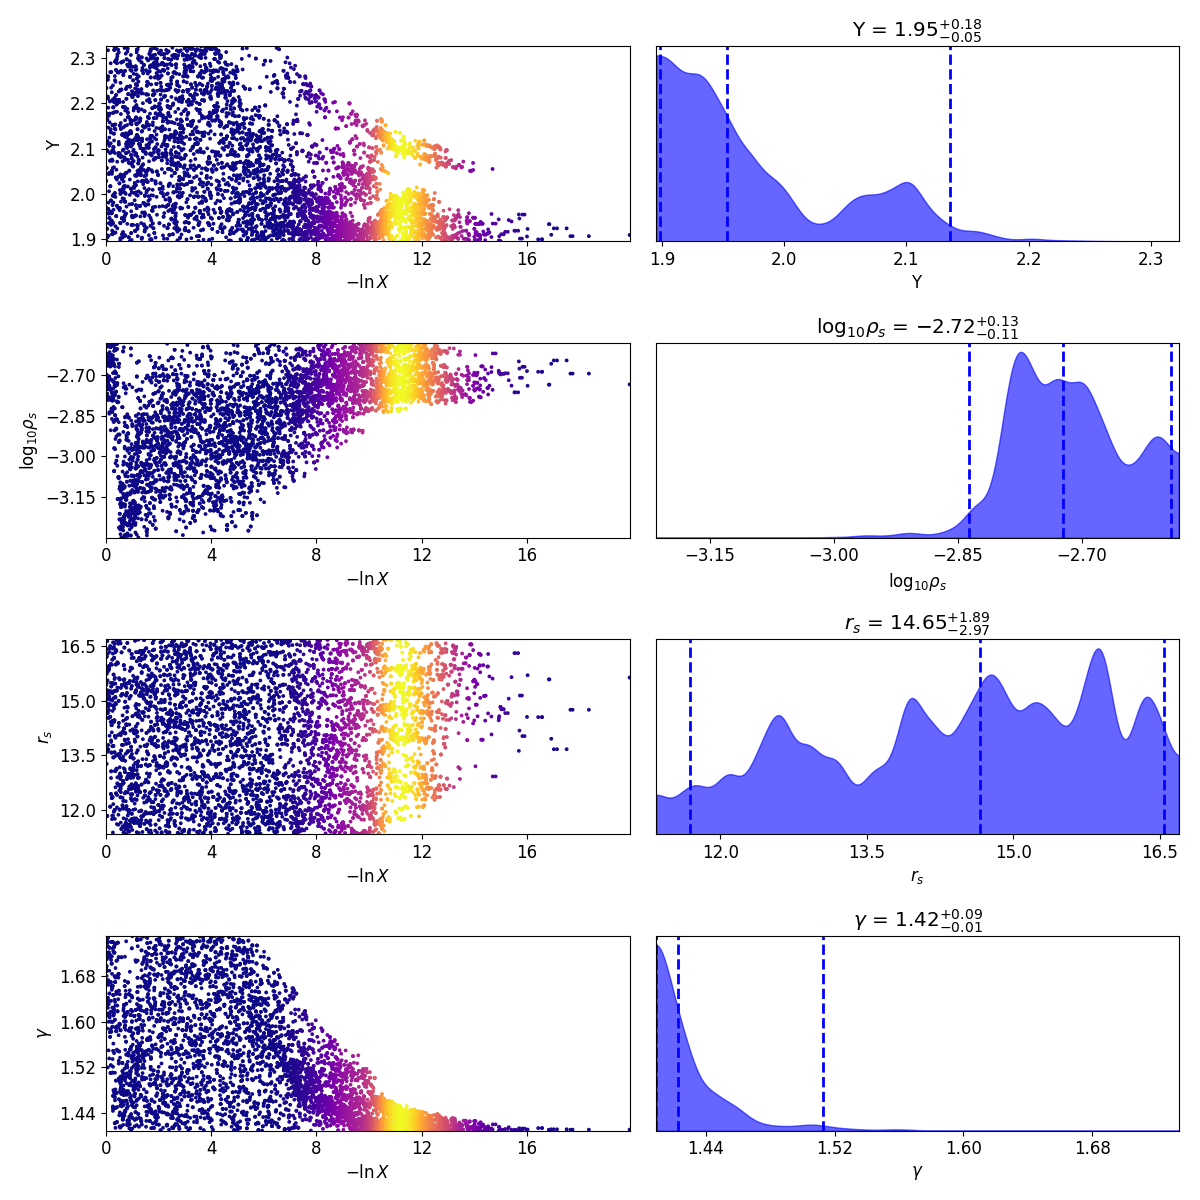 Y = 1.95+0.18−0.05
2.3
2.2
2.1
2.0
1.9
Y
0 4 8 12 16
−ln X
1.9 2.0 2.1 2.2 2.3
Y
log10ρs = −2.72+0.13−0.11
−2.70
−2.85
−3.00
−3.15
log10ρs
0 4 8 12 16
−ln X
−3.15 −3.00 −2.85 −2.70
log10ρs
rs = 14.65+1.89−2.97
16.5
15.0
13.5
12.0
rs
0 4 8 12 16
−ln X
12.0 13.5 15.0 16.5
rs
γ = 1.42+0.09−0.01
1.68
1.60
1.52
1.44
γ
0 4 8 12 16
−ln X
1.44 1.52 1.60 1.68
γ